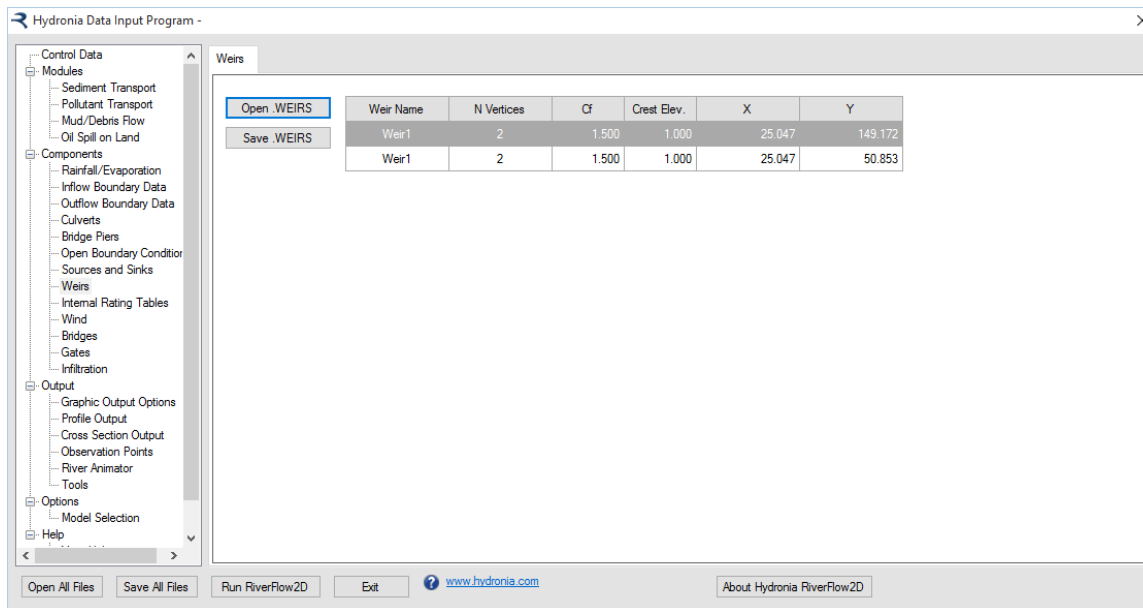 Hydronia Data Input Program -
Control Data
Modules
Sediment Transport
Pollutant Transport
Mud/Debris Flow
Oil Spill on Land
Components
Rainfall/Evaporation
Inflow Boundary Data
Outflow Boundary Data
Culverts
Bridge Piers
Open Boundary Condition
Sources and Sinks
Weirs
Internal Rating Tables
Wind
Bridges
Gates
Infiltration
Output
Graphic Output Options
Profile Output
Cross Section Output
Observation Points
River Animator
Tools
Options
Model Selection
Help
Weirs
Open .WEIRS
Save .WEIRS
Weir Name N Vertices Cf Crest Elev. X Y
Weir1 2 1.500 1.000 25.047 149.172
Weir1 2 1.500 1.000 25.047 50.853
Open All Files Save All Files Run RiverFlow2D Exit www.hydronia.com About Hydronia RiverFlow2D